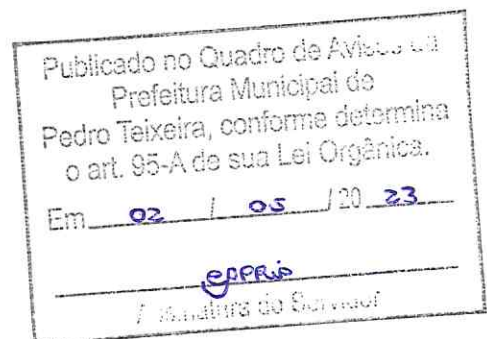 Publicado no Quadro de Avisos da
Prefeitura Municipal de
Pedro Teixeira, conforme determina
o art. 95-A de sua Lei Orgânica.
Em 02 / 05 / 20 23
Assinatura do Servidor